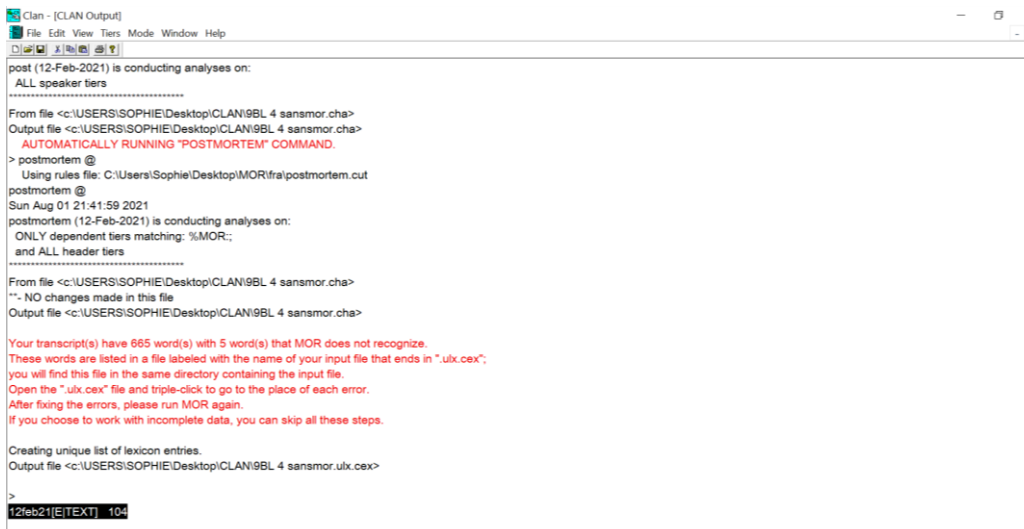 Clan - [CLAN Output]
File Edit View Tiers Mode Window Help
post (12-Feb-2021) is conducting analyses on:
ALL speaker tiers
****************************************
From file <c:\USERS\SOPHIE\Desktop\CLAN\9BL 4 sansmor.cha>
Output file <c:\USERS\SOPHIE\Desktop\CLAN\9BL 4 sansmor.cha>
AUTOMATICALLY RUNNING "POSTMORTEM" COMMAND.
> postmortem @
Using rules file: C:\Users\Sophie\Desktop\MOR\fra\postmortem.cut
postmortem @
Sun Aug 01 21:41:59 2021
postmortem (12-Feb-2021) is conducting analyses on:
ONLY dependent tiers matching: %MOR:;
and ALL header tiers
****************************************
From file <c:\USERS\SOPHIE\Desktop\CLAN\9BL 4 sansmor.cha>
**- NO changes made in this file
Output file <c:\USERS\SOPHIE\Desktop\CLAN\9BL 4 sansmor.cha>
Your transcript(s) have 665 word(s) with 5 word(s) that MOR does not recognize.
These words are listed in a file labeled with the name of your input file that ends in ".ulx.cex";
you will find this file in the same directory containing the input file.
Open the ".ulx.cex" file and triple-click to go to the place of each error.
After fixing the errors, please run MOR again.
If you choose to work with incomplete data, you can skip all these steps.
Creating unique list of lexicon entries.
Output file <c:\USERS\SOPHIE\Desktop\CLAN\9BL 4 sansmor.ulx.cex>
>
12feb21[E|TEXT] 104